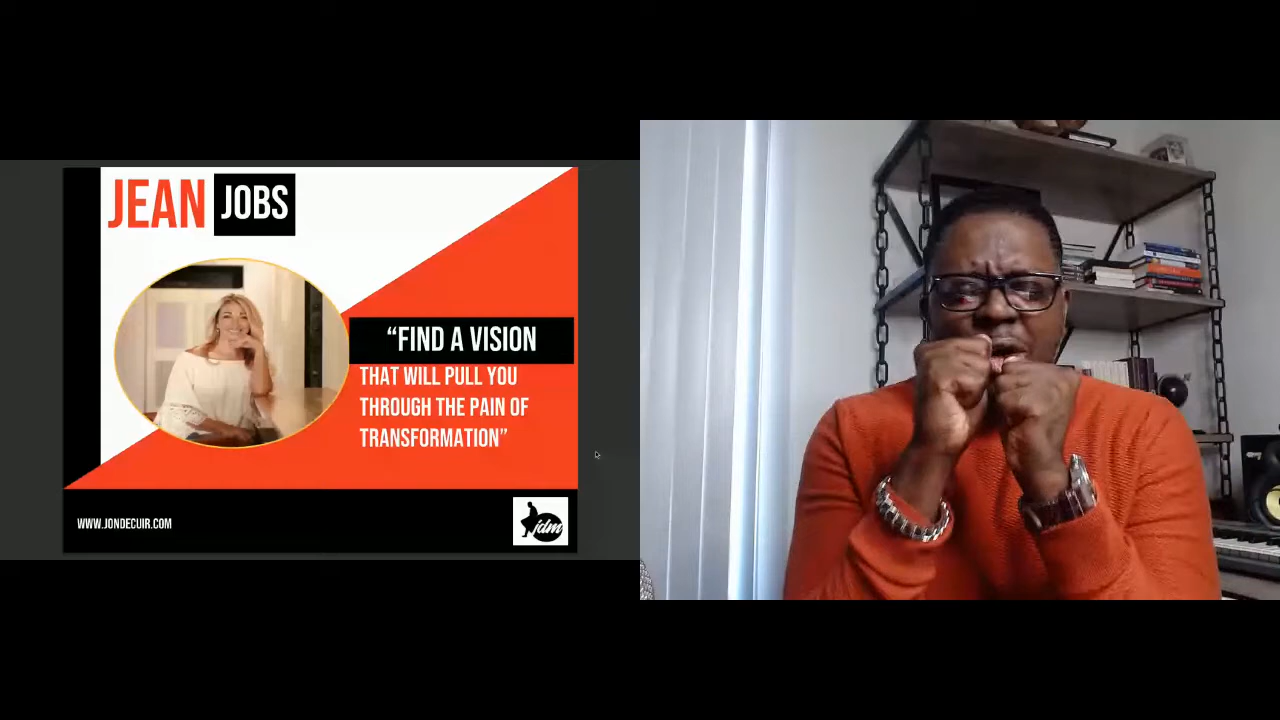 JEAN JOBS
“FIND A VISION
THAT WILL PULL YOU
THROUGH THE PAIN OF
TRANSFORMATION”
WWW.JONDECUIR.COM
jdm